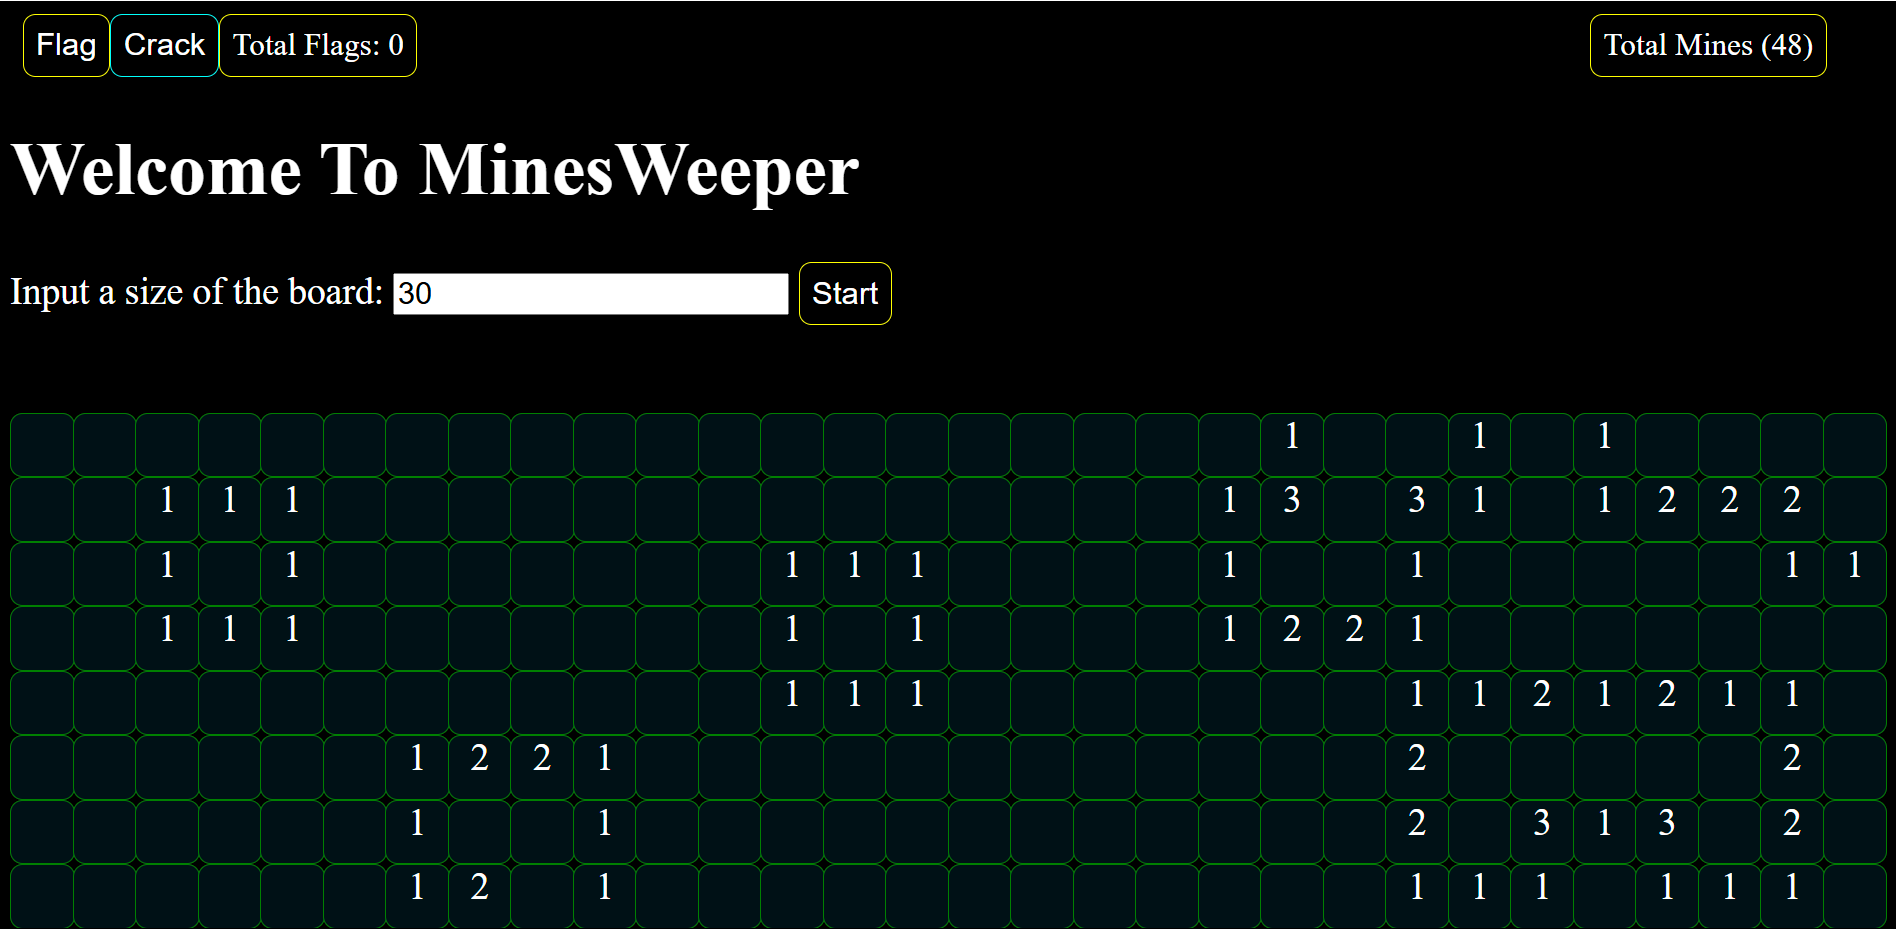 Flag Crack Total Flags: 0 Total Mines (48)
Welcome To MinesWeeper
Input a size of the board: 30 Start
1 1 1
1 1 1 1 3 3 1 1 2 2 2
1 1 1 1 1 1 1 1 1
1 1 1 1 1 1 2 2 1
1 1 1 1 1 2 1 2 1 1
1 2 2 1 2 2
1 1 2 3 1 3 2
1 2 1 1 1 1 1 1 1